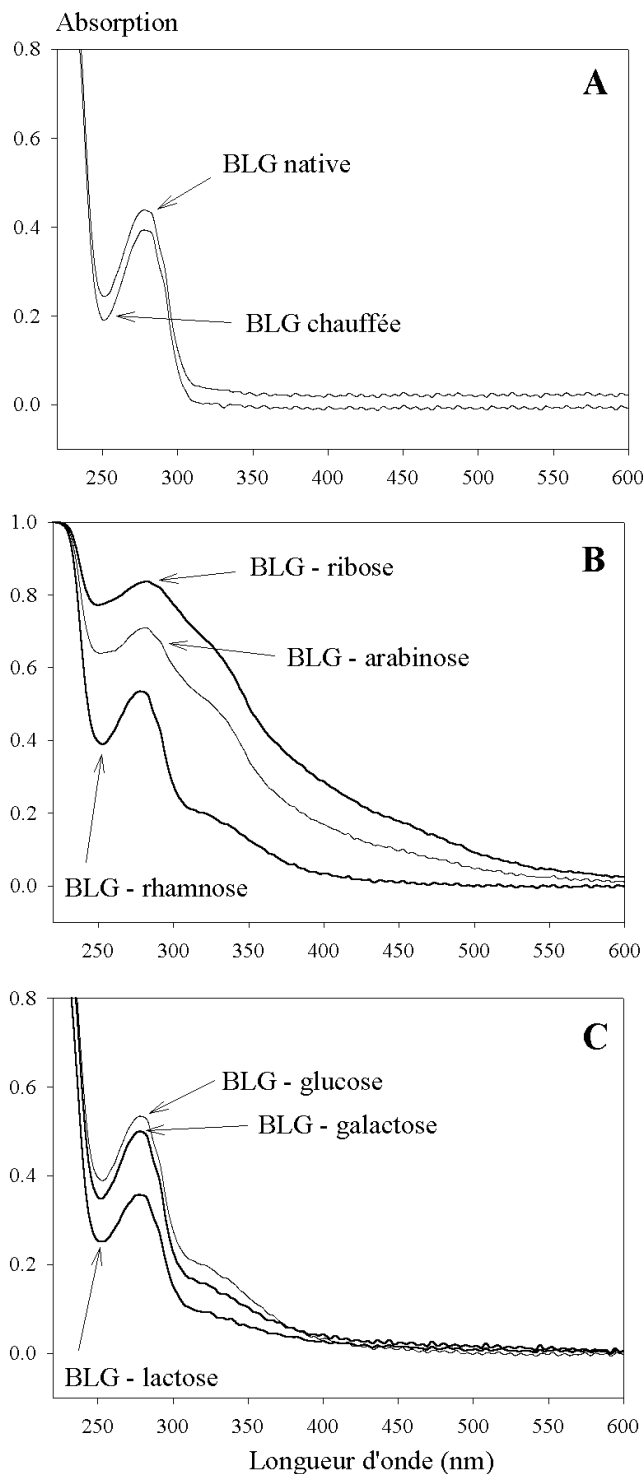 Absorption
0.8
A
0.6
BLG native
0.4
0.2
BLG chauffée
0.0
250 300 350 400 450 500 550 600
1.0
B
BLG - ribose
0.8
BLG - arabinose
0.6
0.4
0.2
0.0
BLG - rhamnose
250 300 350 400 450 500 550 600
0.8
C
0.6
BLG - glucose
BLG - galactose
0.4
0.2
0.0
BLG - lactose
250 300 350 400 450 500 550 600
Longueur d'onde (nm)